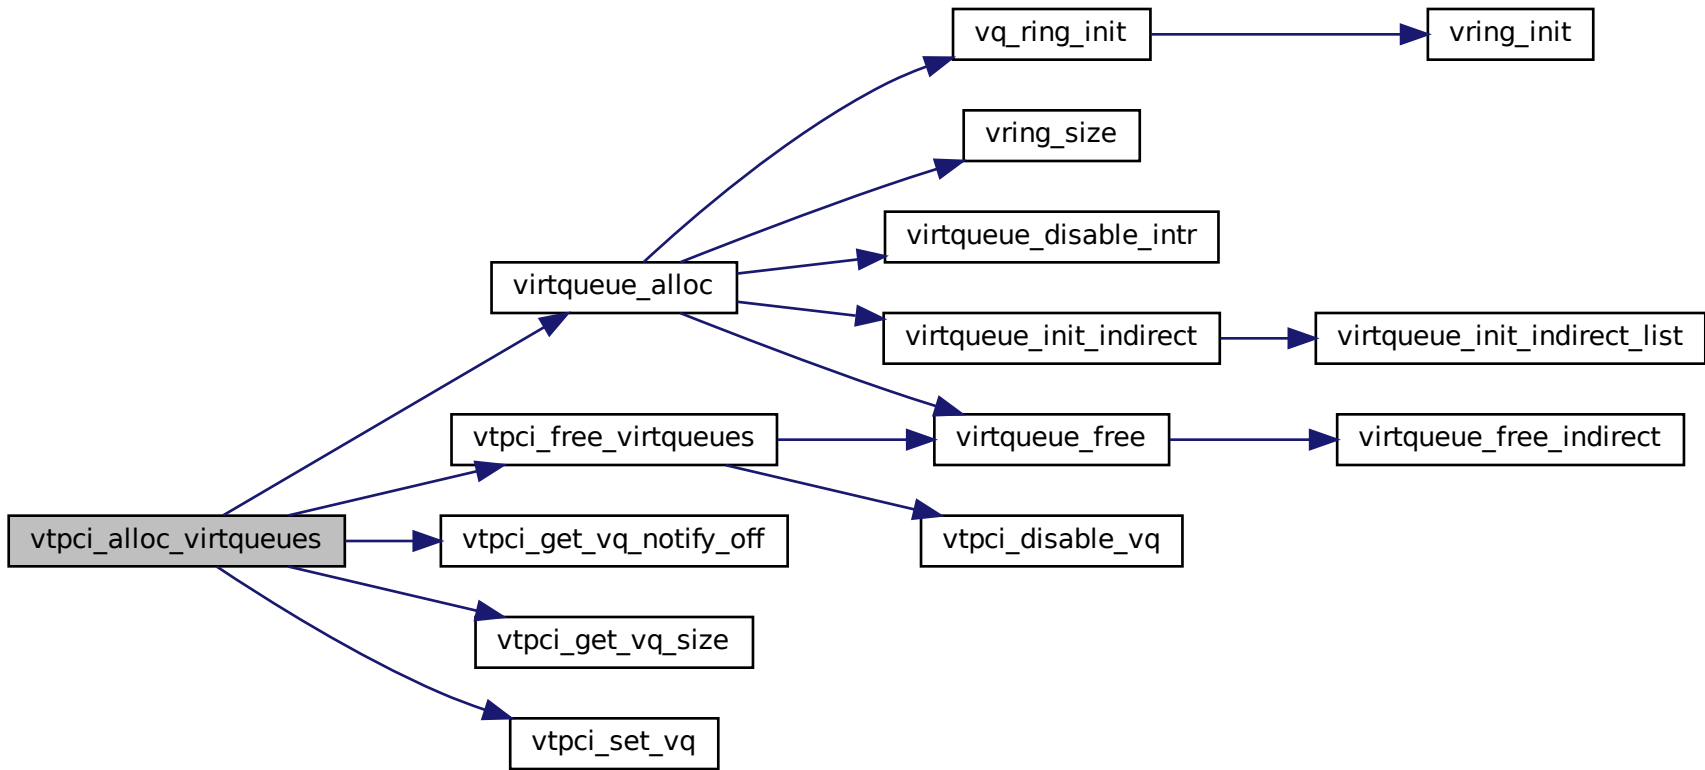 vq_ring_init
vring_init
vring_size
virtqueue_disable_intr
virtqueue_alloc
virtqueue_init_indirect
virtqueue_init_indirect_list
vtpci_free_virtqueues
virtqueue_free
virtqueue_free_indirect
vtpci_alloc_virtqueues
vtpci_get_vq_notify_off
vtpci_disable_vq
vtpci_get_vq_size
vtpci_set_vq